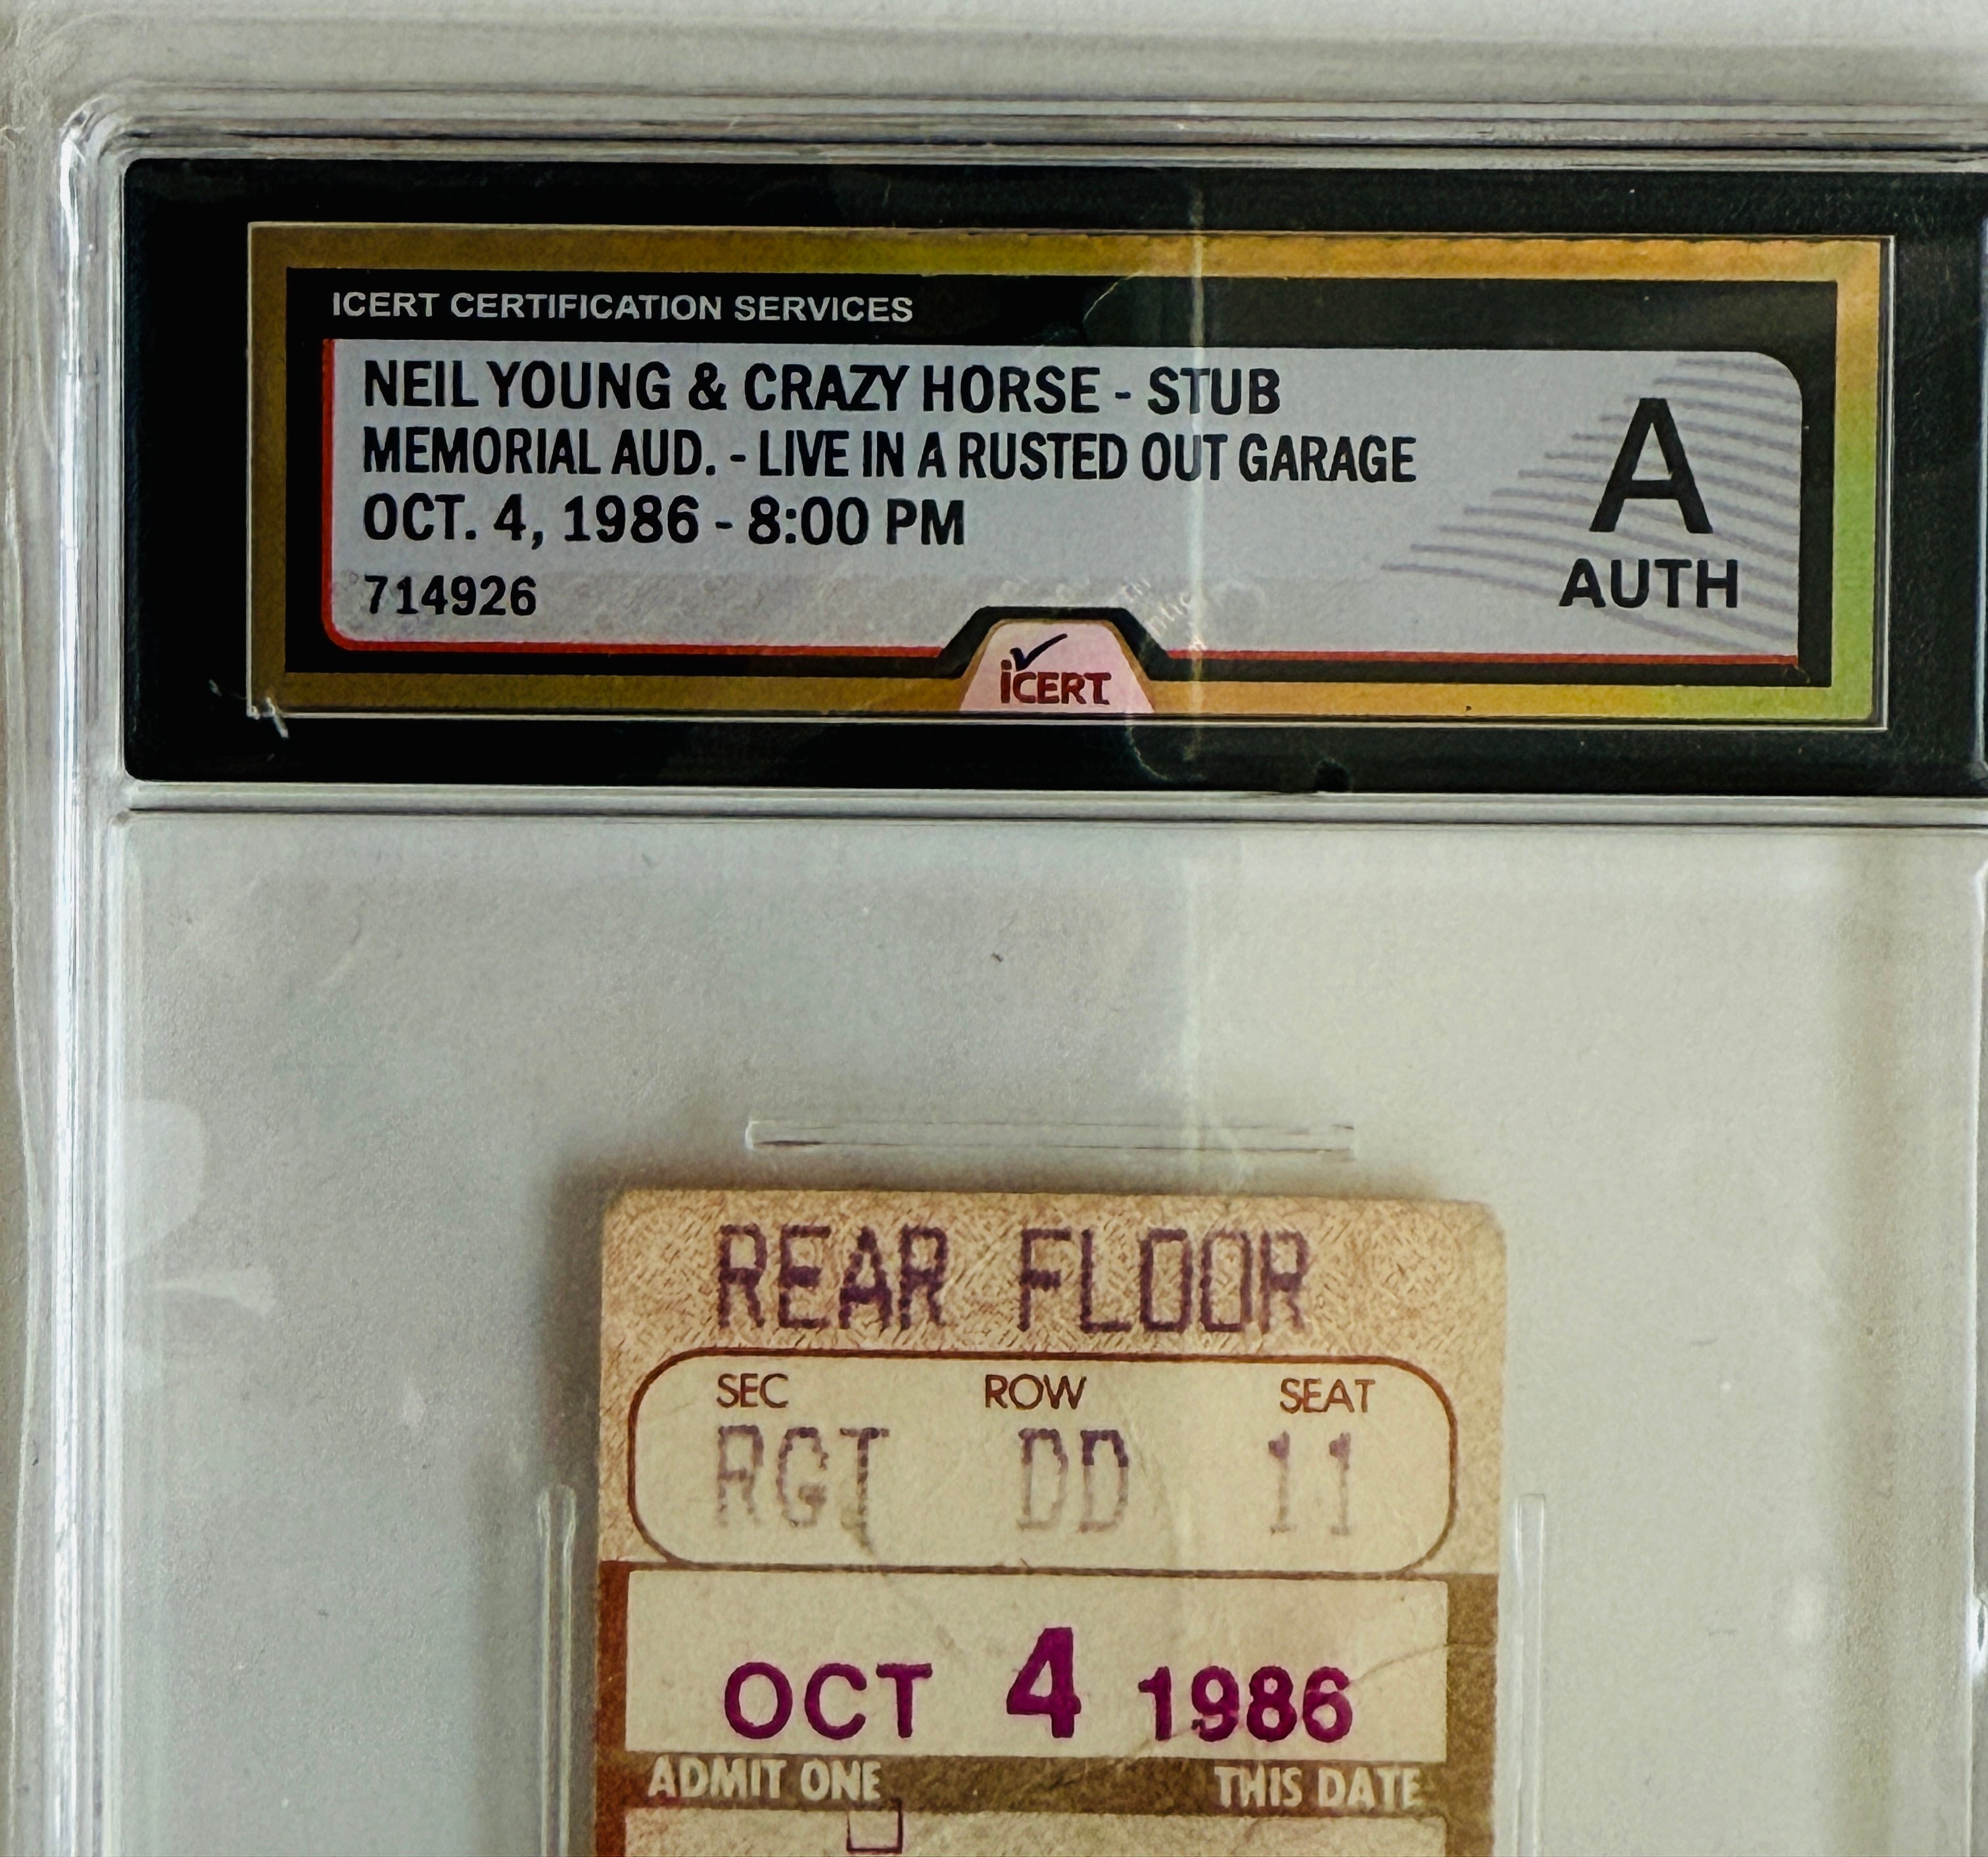 ICERT CERTIFICATION SERVICES
NEIL YOUNG & CRAZY HORSE - STUB
MEMORIAL AUD. - LIVE IN A RUSTED OUT GARAGE
OCT. 4, 1986 - 8:00 PM
714926
A
AUTH
iCERT
REAR FLOOR
SEC ROW SEAT
RGT DD 11
OCT 4 1986
ADMIT ONE THIS DATE